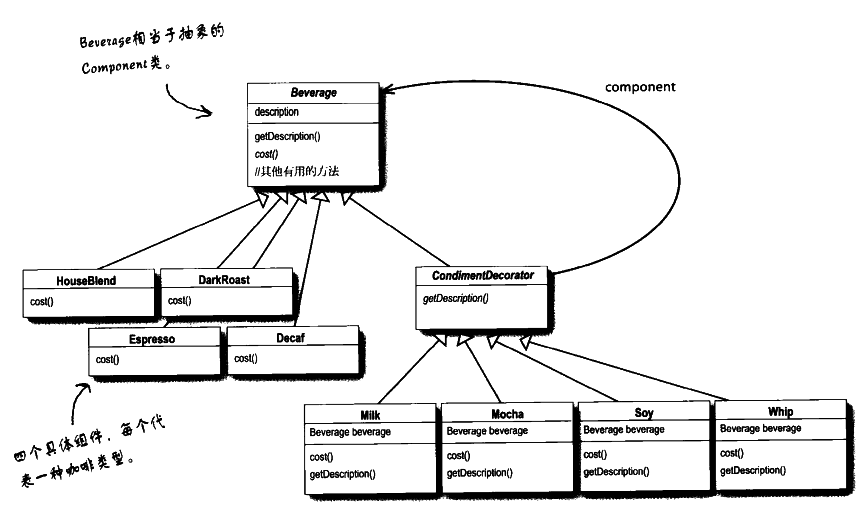 Beverage相当于抽象的
Component类。
Beverage
component
description
getDescription()
cost()
//其他有用的方法
HouseBlend
cost()
DarkRoast
cost()
CondimentDecorator
getDescription()
Espresso
cost()
Decaf
cost()
四个具体组件，每个代
表一种咖啡类型。
Milk
Beverage beverage
cost()
getDescription()
Mocha
Beverage beverage
cost()
getDescription()
Soy
Beverage beverage
cost()
getDescription()
Whip
Beverage beverage
cost()
getDescription()